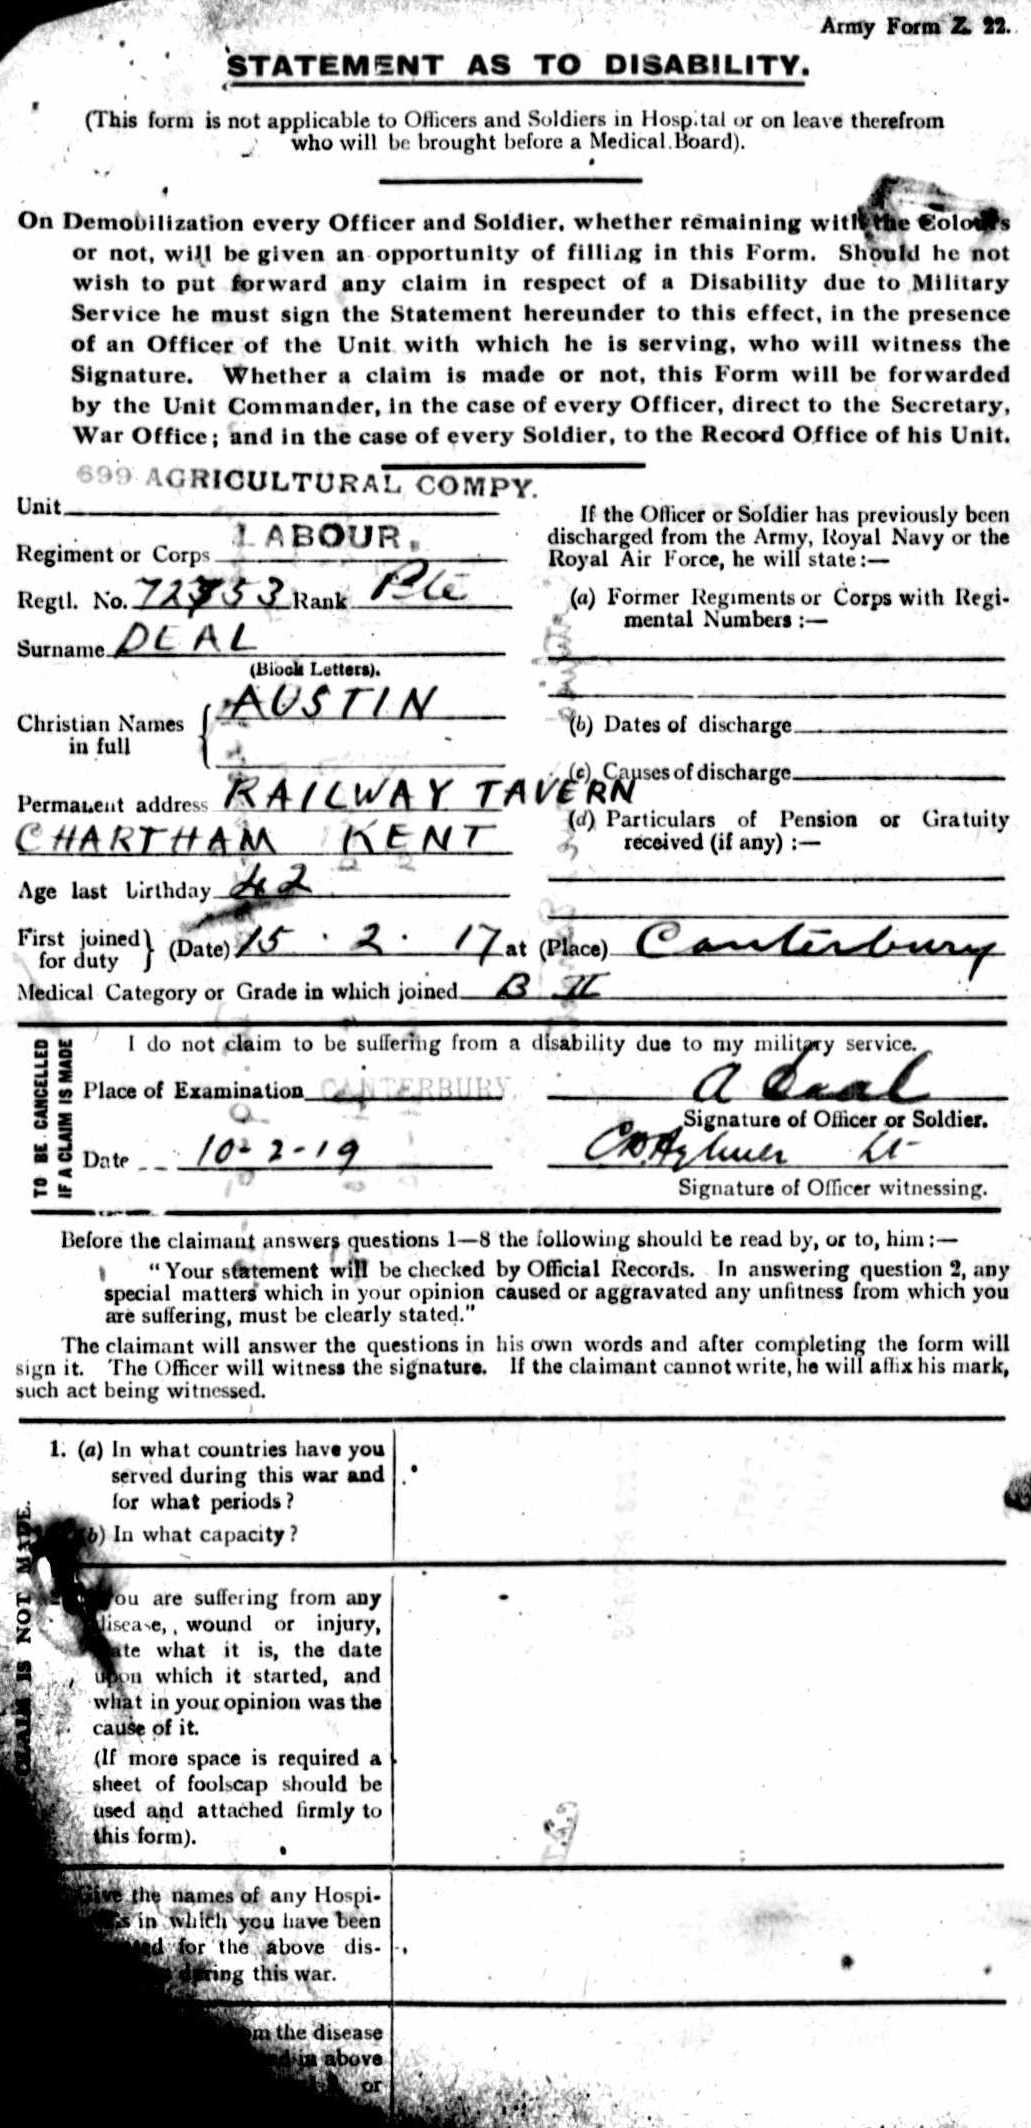 Army Form Z. 22.
STATEMENT AS TO DISABILITY.
(This form is not applicable to Officers and Soldiers in Hospital or on leave therefrom
who will be brought before a Medical Board).
On Demobilization every Officer and Soldier, whether remaining with the Colours
or not, will be given an opportunity of filling in this Form. Should he not
wish to put forward any claim in respect of a Disability due to Military
Service he must sign the Statement hereunder to this effect, in the presence
of an Officer of the Unit with which he is serving, who will witness the
Signature. Whether a claim is made or not, this Form will be forwarded
by the Unit Commander, in the case of every Officer, direct to the Secretary,
War Office; and in the case of every Soldier, to the Record Office of his Unit.
699 AGRICULTURAL COMPY.
Unit
LABOUR.
Regiment or Corps
Regtl. No. 72353 Rank Pte
Surname DEAL
(Block Letters).
Christian Names in full AUSTIN
Permanent address RAILWAY TAVERN
CHARTHAM KENT
Age last birthday 42
If the Officer or Soldier has previously been
discharged from the Army, Royal Navy or the
Royal Air Force, he will state:—
(a) Former Regiments or Corps with Regi-
mental Numbers :—
(b) Dates of discharge
(c) Causes of discharge
(d) Particulars of Pension or Gratuity
received (if any) :—
First joined for duty (Date) 15 . 2 . 17 at (Place) Canterbury
Medical Category or Grade in which joined B II
TO BE CANCELLED
IF A CLAIM IS MADE
I do not claim to be suffering from a disability due to my military service.
Place of Examination CANTERBURY
A Deal
Signature of Officer or Soldier.
Date 10-2-19
Lt
Signature of Officer witnessing.
Before the claimant answers questions 1—8 the following should be read by, or to, him:—
"Your statement will be checked by Official Records. In answering question 2, any
special matters which in your opinion caused or aggravated any unfitness from which you
are suffering, must be clearly stated."
The claimant will answer the questions in his own words and after completing the form will
sign it. The Officer will witness the signature. If the claimant cannot write, he will affix his mark,
such act being witnessed.
CLAIM IS NOT MADE.
1. (a) In what countries have you
served during this war and
for what periods?
(b) In what capacity?
you are suffering from any
disease, wound or injury,
state what it is, the date
upon which it started, and
what in your opinion was the
cause of it.
(If more space is required a
sheet of foolscap should be
used and attached firmly to
this form).
Give the names of any Hospi-
in which you have been
for the above dis-
during this war.
the disease
above
or